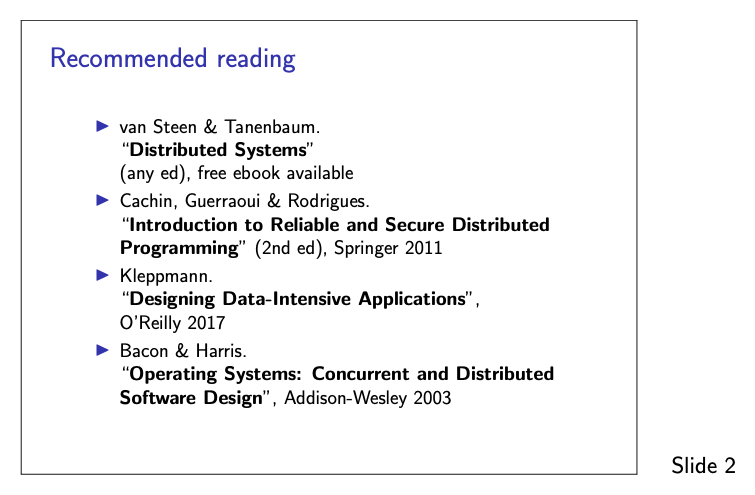 Recommended reading
▶ van Steen & Tanenbaum.
“Distributed Systems”
(any ed), free ebook available
▶ Cachin, Guerraoui & Rodrigues.
“Introduction to Reliable and Secure Distributed
Programming” (2nd ed), Springer 2011
▶ Kleppmann.
“Designing Data-Intensive Applications”,
O’Reilly 2017
▶ Bacon & Harris.
“Operating Systems: Concurrent and Distributed
Software Design”, Addison-Wesley 2003
Slide 2